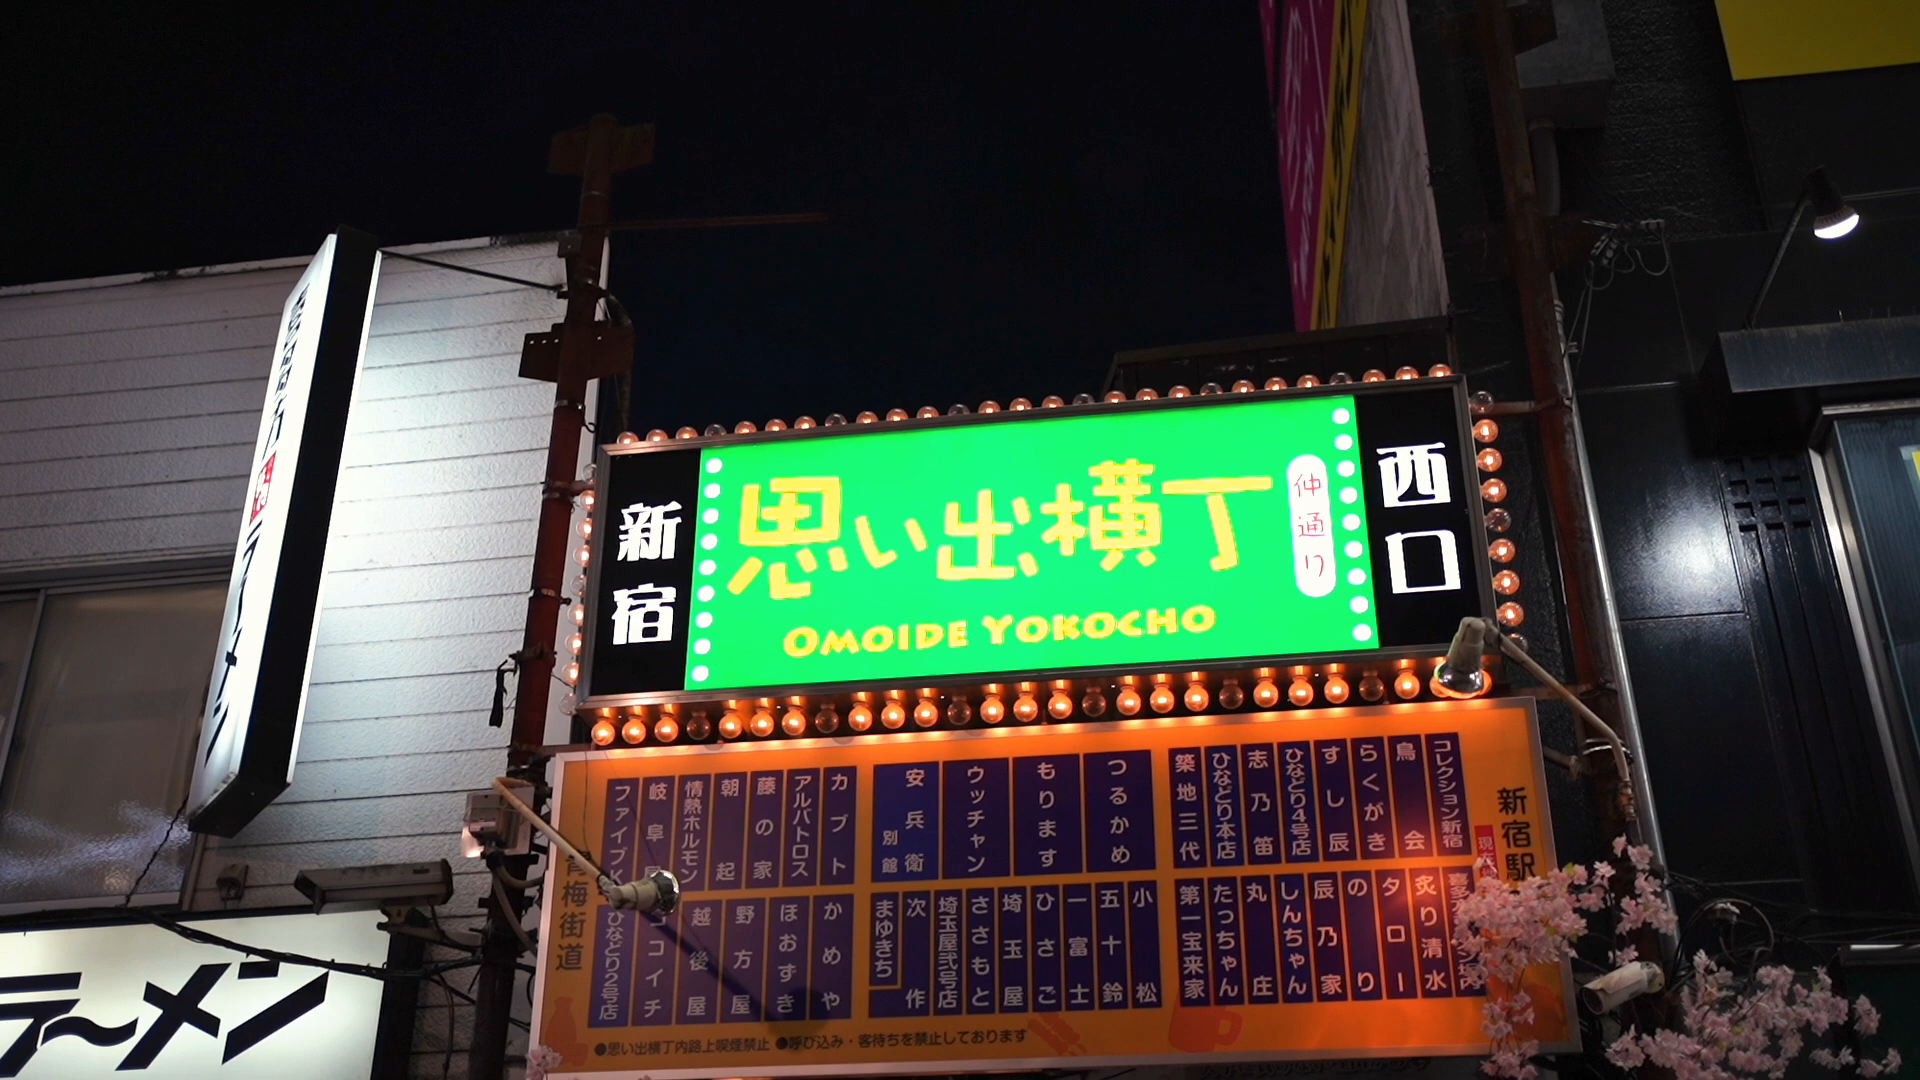 新宿
思い出横丁
仲通り
OMOIDE YOKOCHO
西口
コレクション新宿
鳥会
らくがき
すし辰
ひなどり4号店
志乃笛
ひなどり本店
築地三代
つるかめ
もります
ウッチャン
安兵衛
別館
カブト
アルバトロス
藤の家
朝起
情熱ホルモン
岐阜
ファイブ
炙り清水
タロー
のり
辰乃家
しんちゃん
丸庄
たっちゃん
第一宝来家
小松
五十鈴
一富士
ひさご
埼玉屋
ささもと
埼玉屋弐号店
次作
まゆきち
かめや
ほおずき
野方屋
越後屋
コイチ
ひなどり2号店
新宿駅
青梅街道
●思い出横丁内路上喫煙禁止 ●呼び込み・客待ちを禁止しております
ラーメン
ラーメン